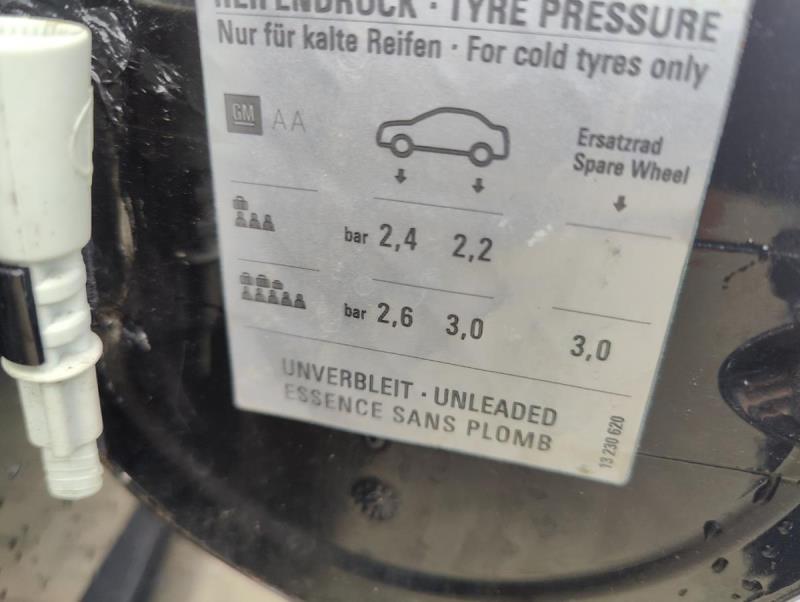 REIFENDRUCK · TYRE PRESSURE
Nur für kalte Reifen · For cold tyres only
GM AA
Ersatzrad
Spare Wheel
bar 2,4 2,2
bar 2,6 3,0 3,0
UNVERBLEIT · UNLEADED
ESSENCE SANS PLOMB
13 230 620